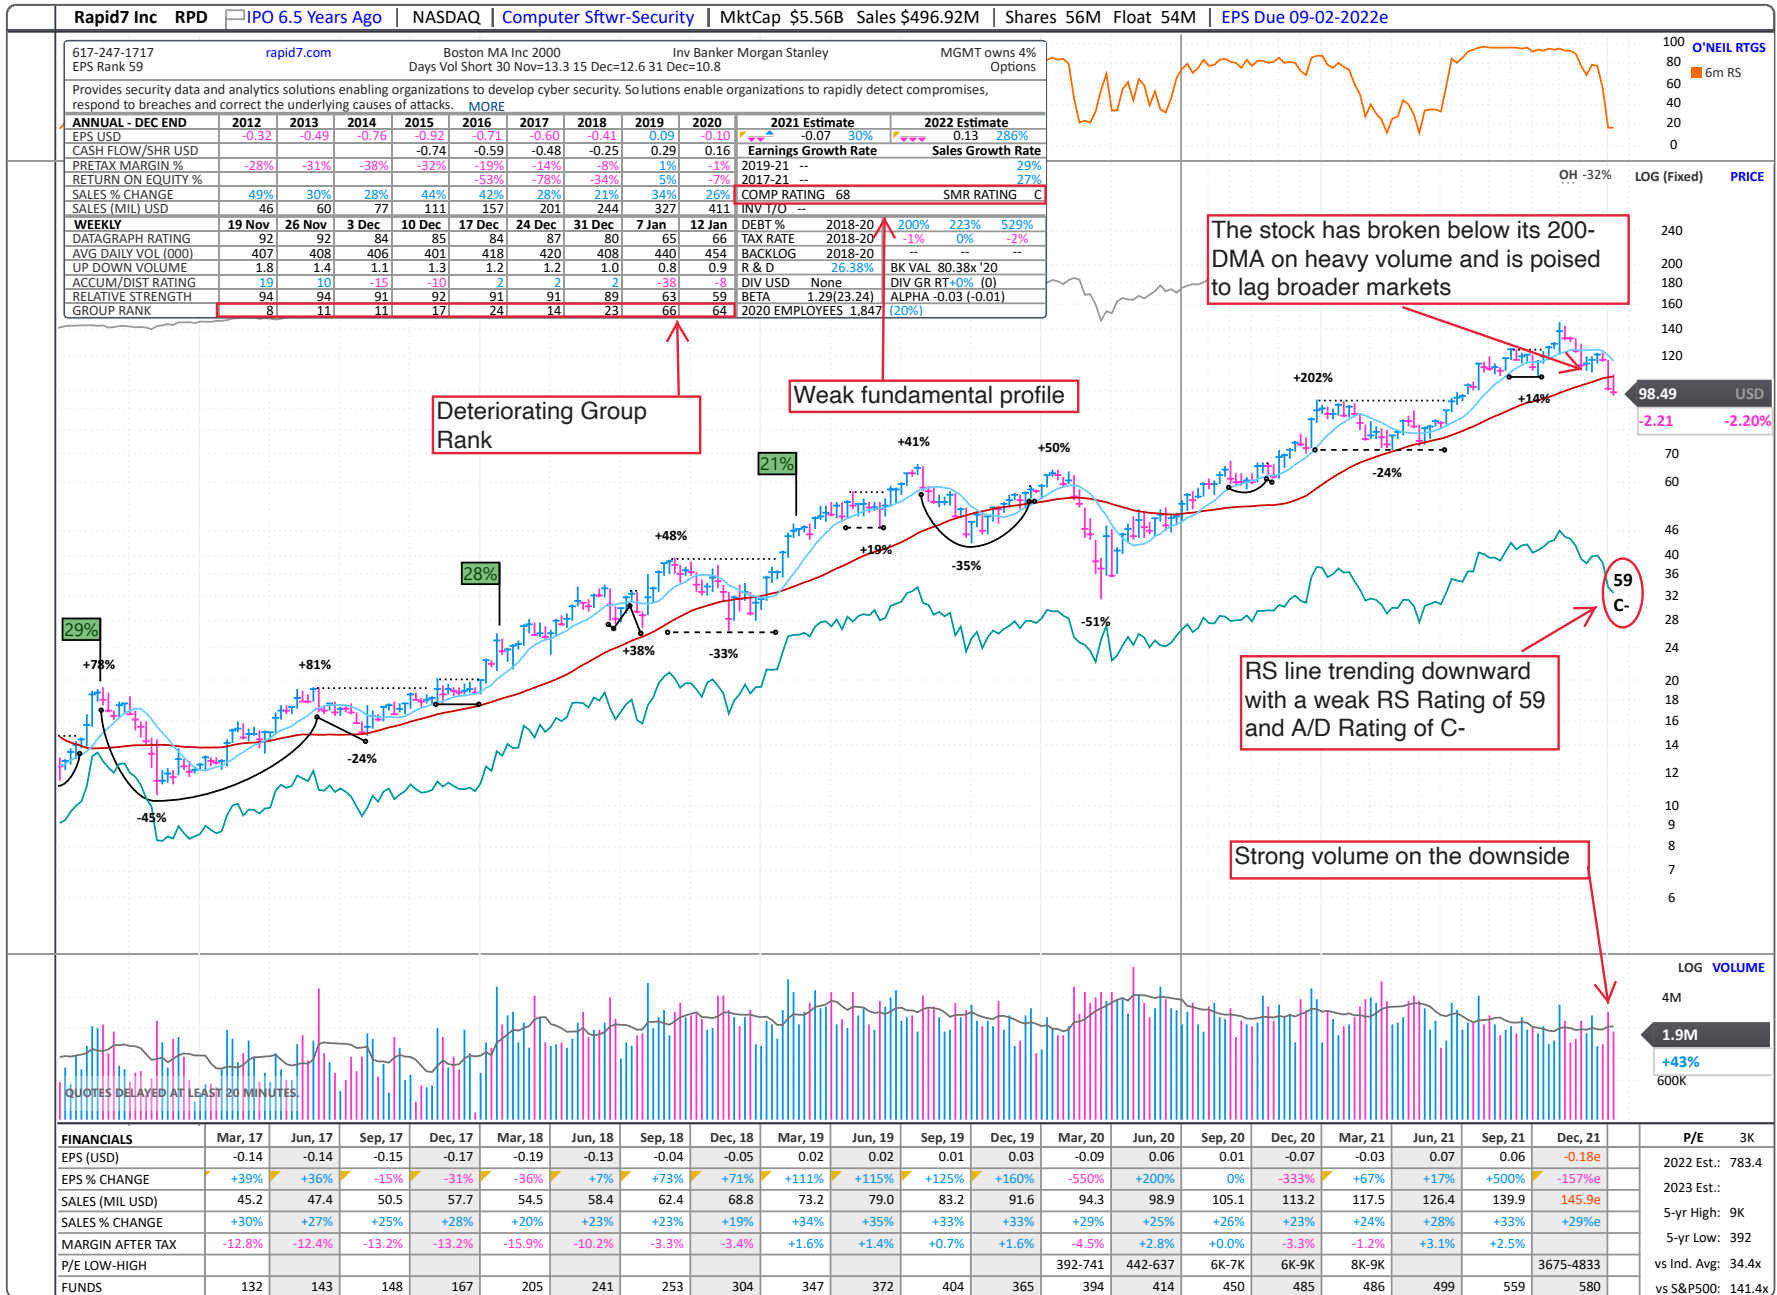 Rapid7 Inc RPD IPO 6.5 Years Ago NASDAQ Computer Sftwr-Security MktCap $5.56B Sales $496.92M Shares 56M Float 54M EPS Due 09-02-2022e
617-247-1717 rapid7.com Boston MA Inc 2000 Inv Banker Morgan Stanley MGMT owns 4%
EPS Rank 59 Days Vol Short 30 Nov=13.3 15 Dec=12.6 31 Dec=10.8 Options
Provides security data and analytics solutions enabling organizations to develop cyber security. Solutions enable organizations to rapidly detect compromises,
respond to breaches and correct the underlying causes of attacks. MORE
ANNUAL - DEC END 2012 2013 2014 2015 2016 2017 2018 2019 2020 2021 Estimate 2022 Estimate
EPS USD -0.32 -0.49 -0.76 -0.92 -0.71 -0.60 -0.41 0.09 -0.10 -0.07 30% 0.13 286%
CASH FLOW/SHR USD -0.74 -0.59 -0.48 -0.25 0.29 0.16 Earnings Growth Rate Sales Growth Rate
PRETAX MARGIN % -28% -31% -38% -32% -19% -14% -8% 1% -1% 2019-21 -- 29%
RETURN ON EQUITY % -53% -78% -34% 5% -7% 2017-21 -- 27%
SALES % CHANGE 49% 30% 28% 44% 42% 28% 21% 34% 26% COMP RATING 68 SMR RATING C
SALES (MIL) USD 46 60 77 111 157 201 244 327 411 INV T/O --
WEEKLY 19 Nov 26 Nov 3 Dec 10 Dec 17 Dec 24 Dec 31 Dec 7 Jan 12 Jan DEBT % 2018-20 200% 223% 529%
DATAGRAPH RATING 92 92 84 85 84 87 80 65 66 TAX RATE 2018-20 -1% 0% -2%
AVG DAILY VOL (000) 407 408 406 401 418 420 408 440 454 BACKLOG 2018-20 -- -- --
UP DOWN VOLUME 1.8 1.4 1.1 1.3 1.2 1.2 1.0 0.8 0.9 R & D 26.38% BK VAL 80.38x '20
ACCUM/DIST RATING 19 10 -15 -10 2 2 2 -38 -8 DIV USD None DIV GR RT+0% (0)
RELATIVE STRENGTH 94 94 91 92 91 91 89 63 59 BETA 1.29(23.24) ALPHA -0.03 (-0.01)
GROUP RANK 8 11 11 17 24 14 23 66 64 2020 EMPLOYEES 1,847 (20%)
100 O'NEIL RTGS
80 6m RS
60
40
20
0
OH -32% LOG (Fixed) PRICE
The stock has broken below its 200-
DMA on heavy volume and is poised
to lag broader markets
240
200
180
160
140
120
98.49 USD
-2.21 -2.20%
70
60
46
40
36
32
28
24
20
18
16
14
12
10
9
8
7
6
Deteriorating Group
Rank
Weak fundamental profile
29%
+78%
-45%
+81%
-24%
28%
+38%
+48%
-33%
21%
+19%
+41%
-35%
+50%
-51%
+202%
-24%
+14%
59
C-
RS line trending downward
with a weak RS Rating of 59
and A/D Rating of C-
Strong volume on the downside
LOG VOLUME
4M
1.9M
+43%
600K
QUOTES DELAYED AT LEAST 20 MINUTES.
FINANCIALS Mar, 17 Jun, 17 Sep, 17 Dec, 17 Mar, 18 Jun, 18 Sep, 18 Dec, 18 Mar, 19 Jun, 19 Sep, 19 Dec, 19 Mar, 20 Jun, 20 Sep, 20 Dec, 20 Mar, 21 Jun, 21 Sep, 21 Dec, 21 P/E 3K
EPS (USD) -0.14 -0.14 -0.15 -0.17 -0.19 -0.13 -0.04 -0.05 0.02 0.02 0.01 0.03 -0.09 0.06 0.01 -0.07 -0.03 0.07 0.06 -0.18e
2022 Est.: 783.4
EPS % CHANGE +39% +36% -15% -31% -36% +7% +73% +71% +111% +115% +125% +160% -550% +200% 0% -333% +67% +17% +500% -157%e
2023 Est.:
SALES (MIL USD) 45.2 47.4 50.5 57.7 54.5 58.4 62.4 68.8 73.2 79.0 83.2 91.6 94.3 98.9 105.1 113.2 117.5 126.4 139.9 145.9e
5-yr High: 9K
SALES % CHANGE +30% +27% +25% +28% +20% +23% +23% +19% +34% +35% +33% +33% +29% +25% +26% +23% +24% +28% +33% +29%e
5-yr Low: 392
MARGIN AFTER TAX -12.8% -12.4% -13.2% -13.2% -15.9% -10.2% -3.3% -3.4% +1.6% +1.4% +0.7% +1.6% -4.5% +2.8% +0.0% -3.3% -1.2% +3.1% +2.5%
P/E LOW-HIGH 392-741 442-637 6K-7K 6K-9K 8K-9K 3675-4833 vs Ind. Avg: 34.4x
FUNDS 132 143 148 167 205 241 253 304 347 372 404 365 394 414 450 485 486 499 559 580 vs S&P500: 141.4x